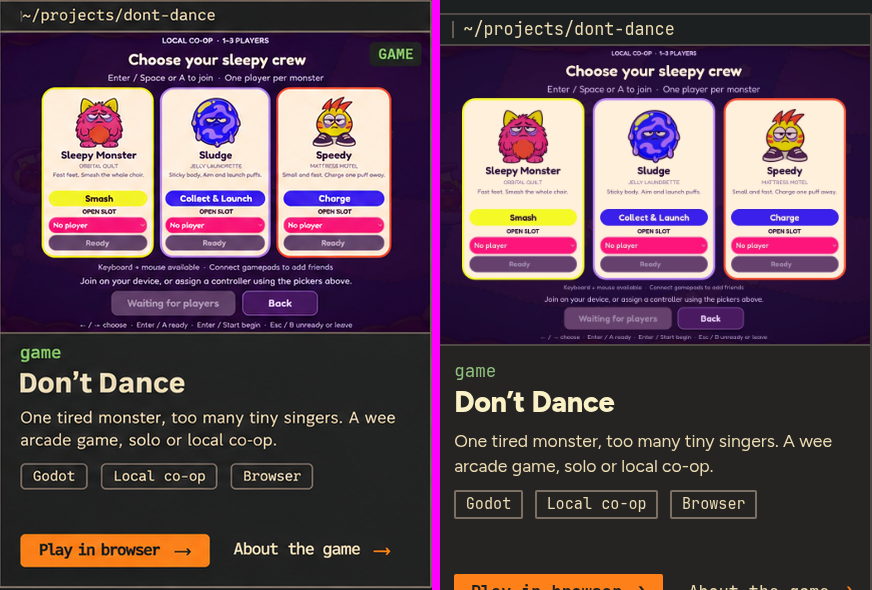 ~/projects/dont-dance
LOCAL CO-OP · 1–3 PLAYERS
GAME
Choose your sleepy crew
Enter / Space or A to join · One player per monster
Sleepy Monster
ORBITAL QUILT
Fast feet. Smash the whole choir.
Smash
OPEN SLOT
No player
Ready
Sludge
JELLY LAUNDRETTE
Sticky body. Aim and launch puffs.
Collect & Launch
OPEN SLOT
No player
Ready
Speedy
MATTRESS MOTEL
Small and fast. Charge one puff away.
Charge
OPEN SLOT
No player
Ready
Keyboard + mouse available · Connect gamepads to add friends
Join on your device, or assign a controller using the pickers above.
Waiting for players
Back
← / → choose · Enter / A ready · Enter / Start begin · Esc / B unready or leave
game
Don’t Dance
One tired monster, too many tiny singers. A wee
arcade game, solo or local co-op.
Godot
Local co-op
Browser
Play in browser →
About the game →
~/projects/dont-dance
LOCAL CO-OP · 1–3 PLAYERS
Choose your sleepy crew
Enter / Space or A to join · One player per monster
Sleepy Monster
ORBITAL QUILT
Fast feet. Smash the whole choir.
Smash
OPEN SLOT
No player
Ready
Sludge
JELLY LAUNDRETTE
Sticky body. Aim and launch puffs.
Collect & Launch
OPEN SLOT
No player
Ready
Speedy
MATTRESS MOTEL
Small and fast. Charge one puff away.
Charge
OPEN SLOT
No player
Ready
Keyboard + mouse available · Connect gamepads to add friends
Join on your device, or assign a controller using the pickers above.
Waiting for players
Back
← / → choose · Enter / A ready · Enter / Start begin · Esc / B unready or leave
game
Don’t Dance
One tired monster, too many tiny singers. A wee
arcade game, solo or local co-op.
Godot
Local co-op
Browser
Play in browser
About the game